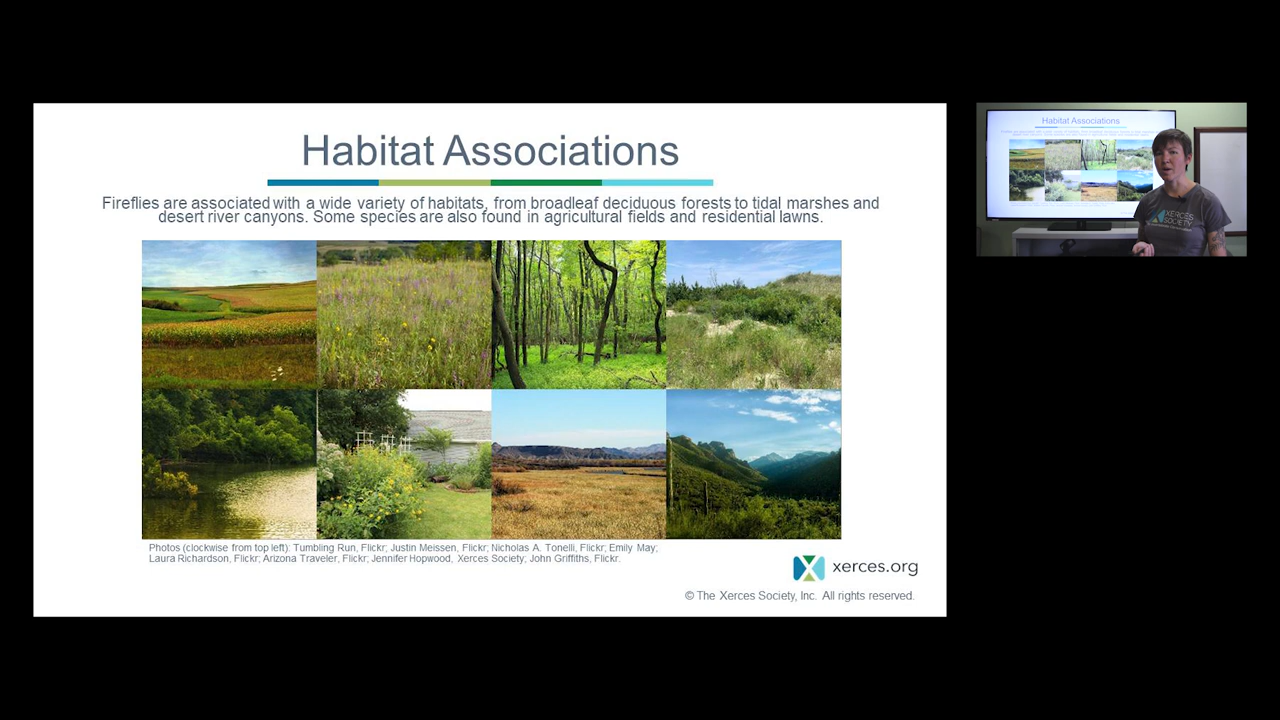 Habitat Associations
Fireflies are associated with a wide variety of habitats, from broadleaf deciduous forests to tidal marshes and
desert river canyons. Some species are also found in agricultural fields and residential lawns.
Photos (clockwise from top left): Tumbling Run, Flickr; Justin Meissen, Flickr; Nicholas A. Tonelli, Flickr; Emily May;
Laura Richardson, Flickr; Arizona Traveler, Flickr; Jennifer Hopwood, Xerces Society; John Griffiths, Flickr.
xerces.org
© The Xerces Society, Inc. All rights reserved.
Habitat Associations
XERCES
SOCIETY